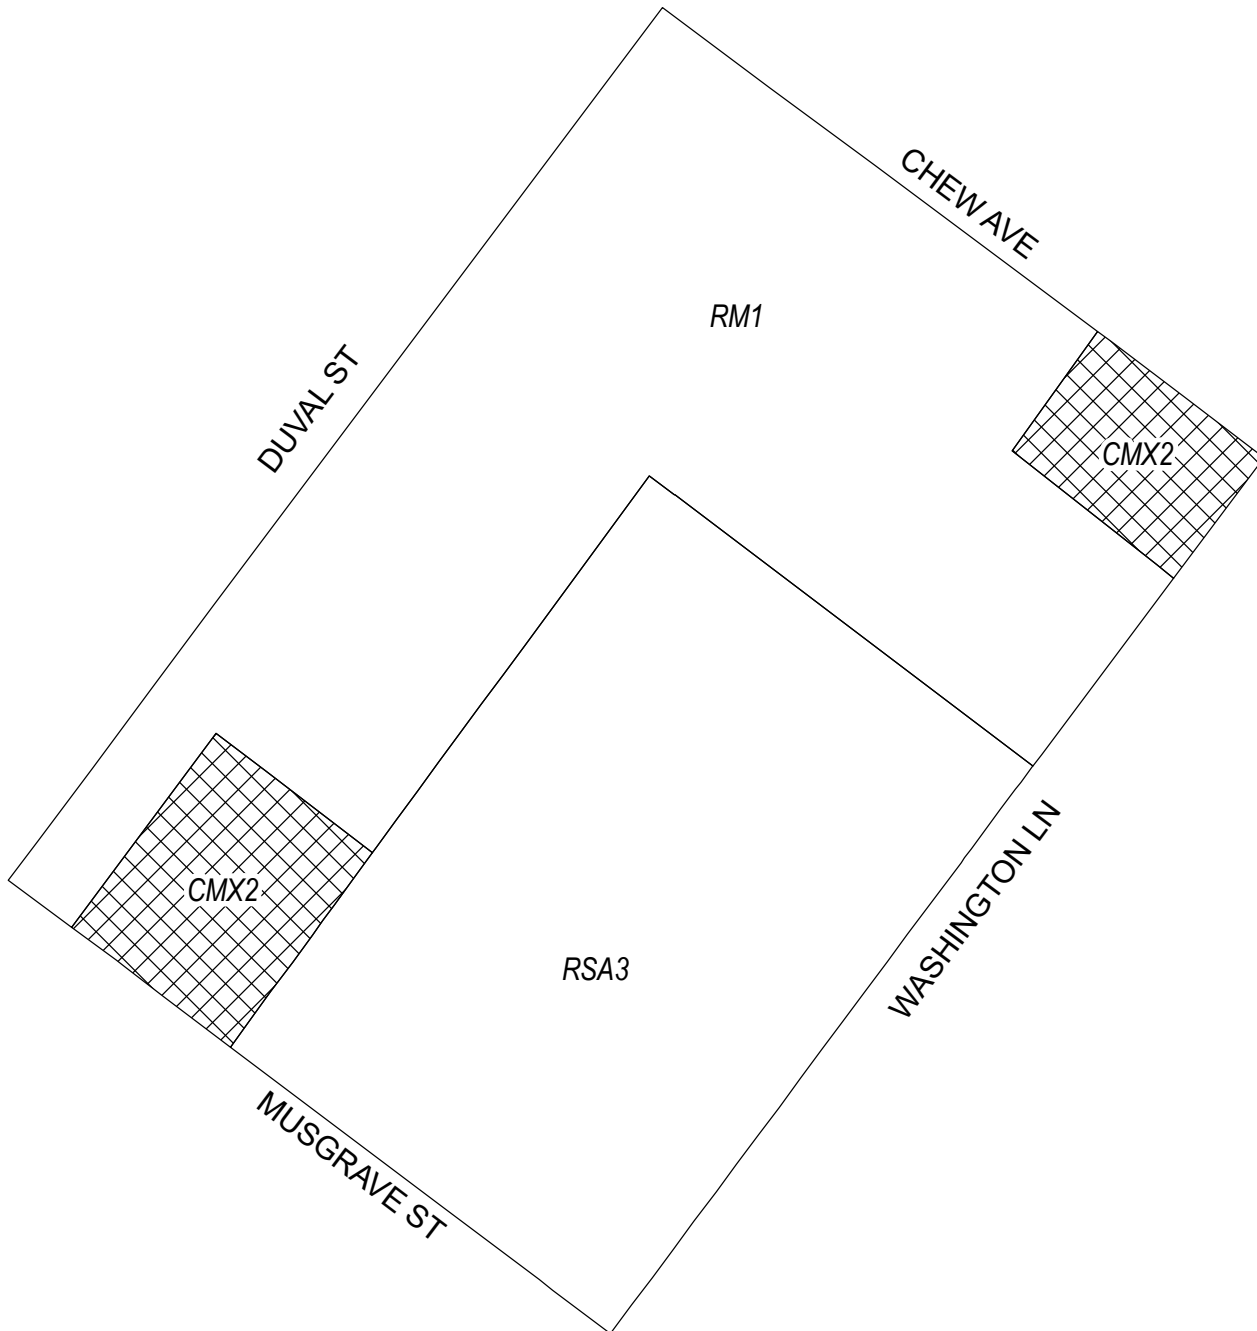 CHEW AVE
RM1
DUVAL ST
CMX2
CMX2
RSA3
WASHINGTON LN
MUSGRAVE ST